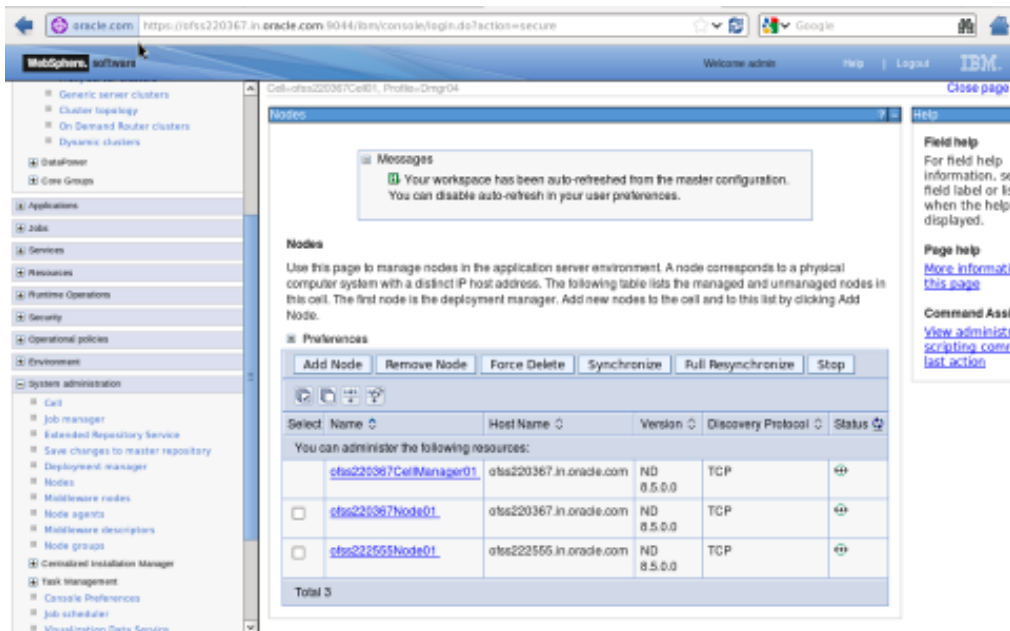 oracle.com https://ofss220367.in.oracle.com:9044/ibm/console/login.do?action=secure
Google
WebSphere. software
Welcome admin
Help | Logout
IBM.
Generic server clusters
Cluster topology
On Demand Router clusters
Dynamic clusters
DataPower
Core Groups
Applications
Jobs
Services
Resources
Runtime Operations
Security
Operational policies
Environment
System administration
Cell
Job manager
Extended Repository Service
Save changes to master repository
Deployment manager
Nodes
Middleware nodes
Node agents
Middleware descriptors
Node groups
Centralized Installation Manager
Task Management
Console Preferences
Job scheduler
Visualization Data Service
Cell=ofss220367Cell01, Profile=Dmgr04
Close page
Nodes
? -
Messages
Your workspace has been auto-refreshed from the master configuration.
You can disable auto-refresh in your user preferences.
Nodes
Use this page to manage nodes in the application server environment. A node corresponds to a physical
computer system with a distinct IP host address. The following table lists the managed and unmanaged nodes in
this cell. The first node is the deployment manager. Add new nodes to the cell and to this list by clicking Add
Node.
Preferences
Add Node Remove Node Force Delete Synchronize Full Resynchronize Stop
Select Name Host Name Version Discovery Protocol Status
You can administer the following resources:
ofss220367CellManager01 ofss220367.in.oracle.com ND 8.5.0.0 TCP
ofss220367Node01 ofss220367.in.oracle.com ND 8.5.0.0 TCP
ofss222555Node01 ofss222555.in.oracle.com ND 8.5.0.0 TCP
Total 3
Help
Field help
For field help
information, se
field label or lis
when the help
displayed.
Page help
More informati
this page
Command Assi
View administr
scripting comm
last action